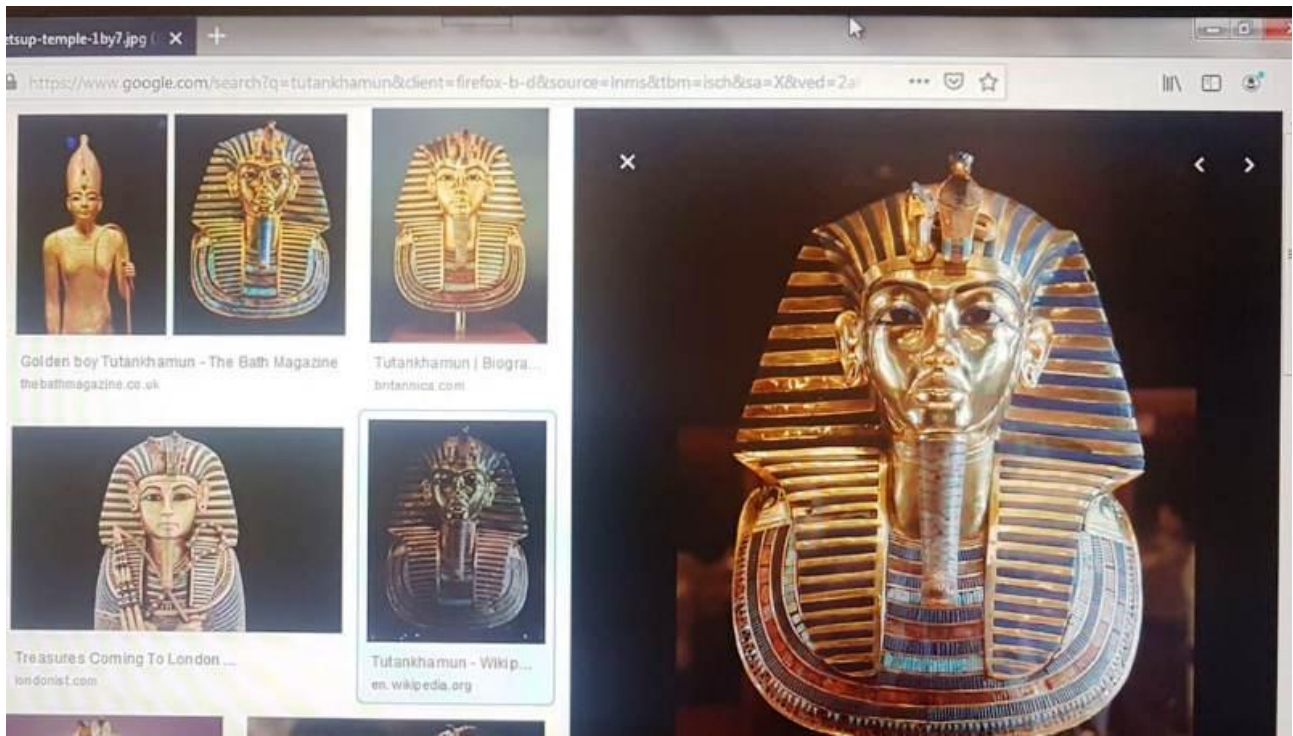 etsup-temple-1by7.jpg (
https://www.google.com/search?q=tutankhamun&client=firefox-b-d&source=lnms&tbm=isch&sa=X&ved=2a
Golden boy Tutankhamun - The Bath Magazine
thebathmagazine.co.uk
Tutankhamun | Biogra...
britannica.com
Treasures Coming To London ...
londonist.com
Tutankhamun - Wikip...
en.wikipedia.org